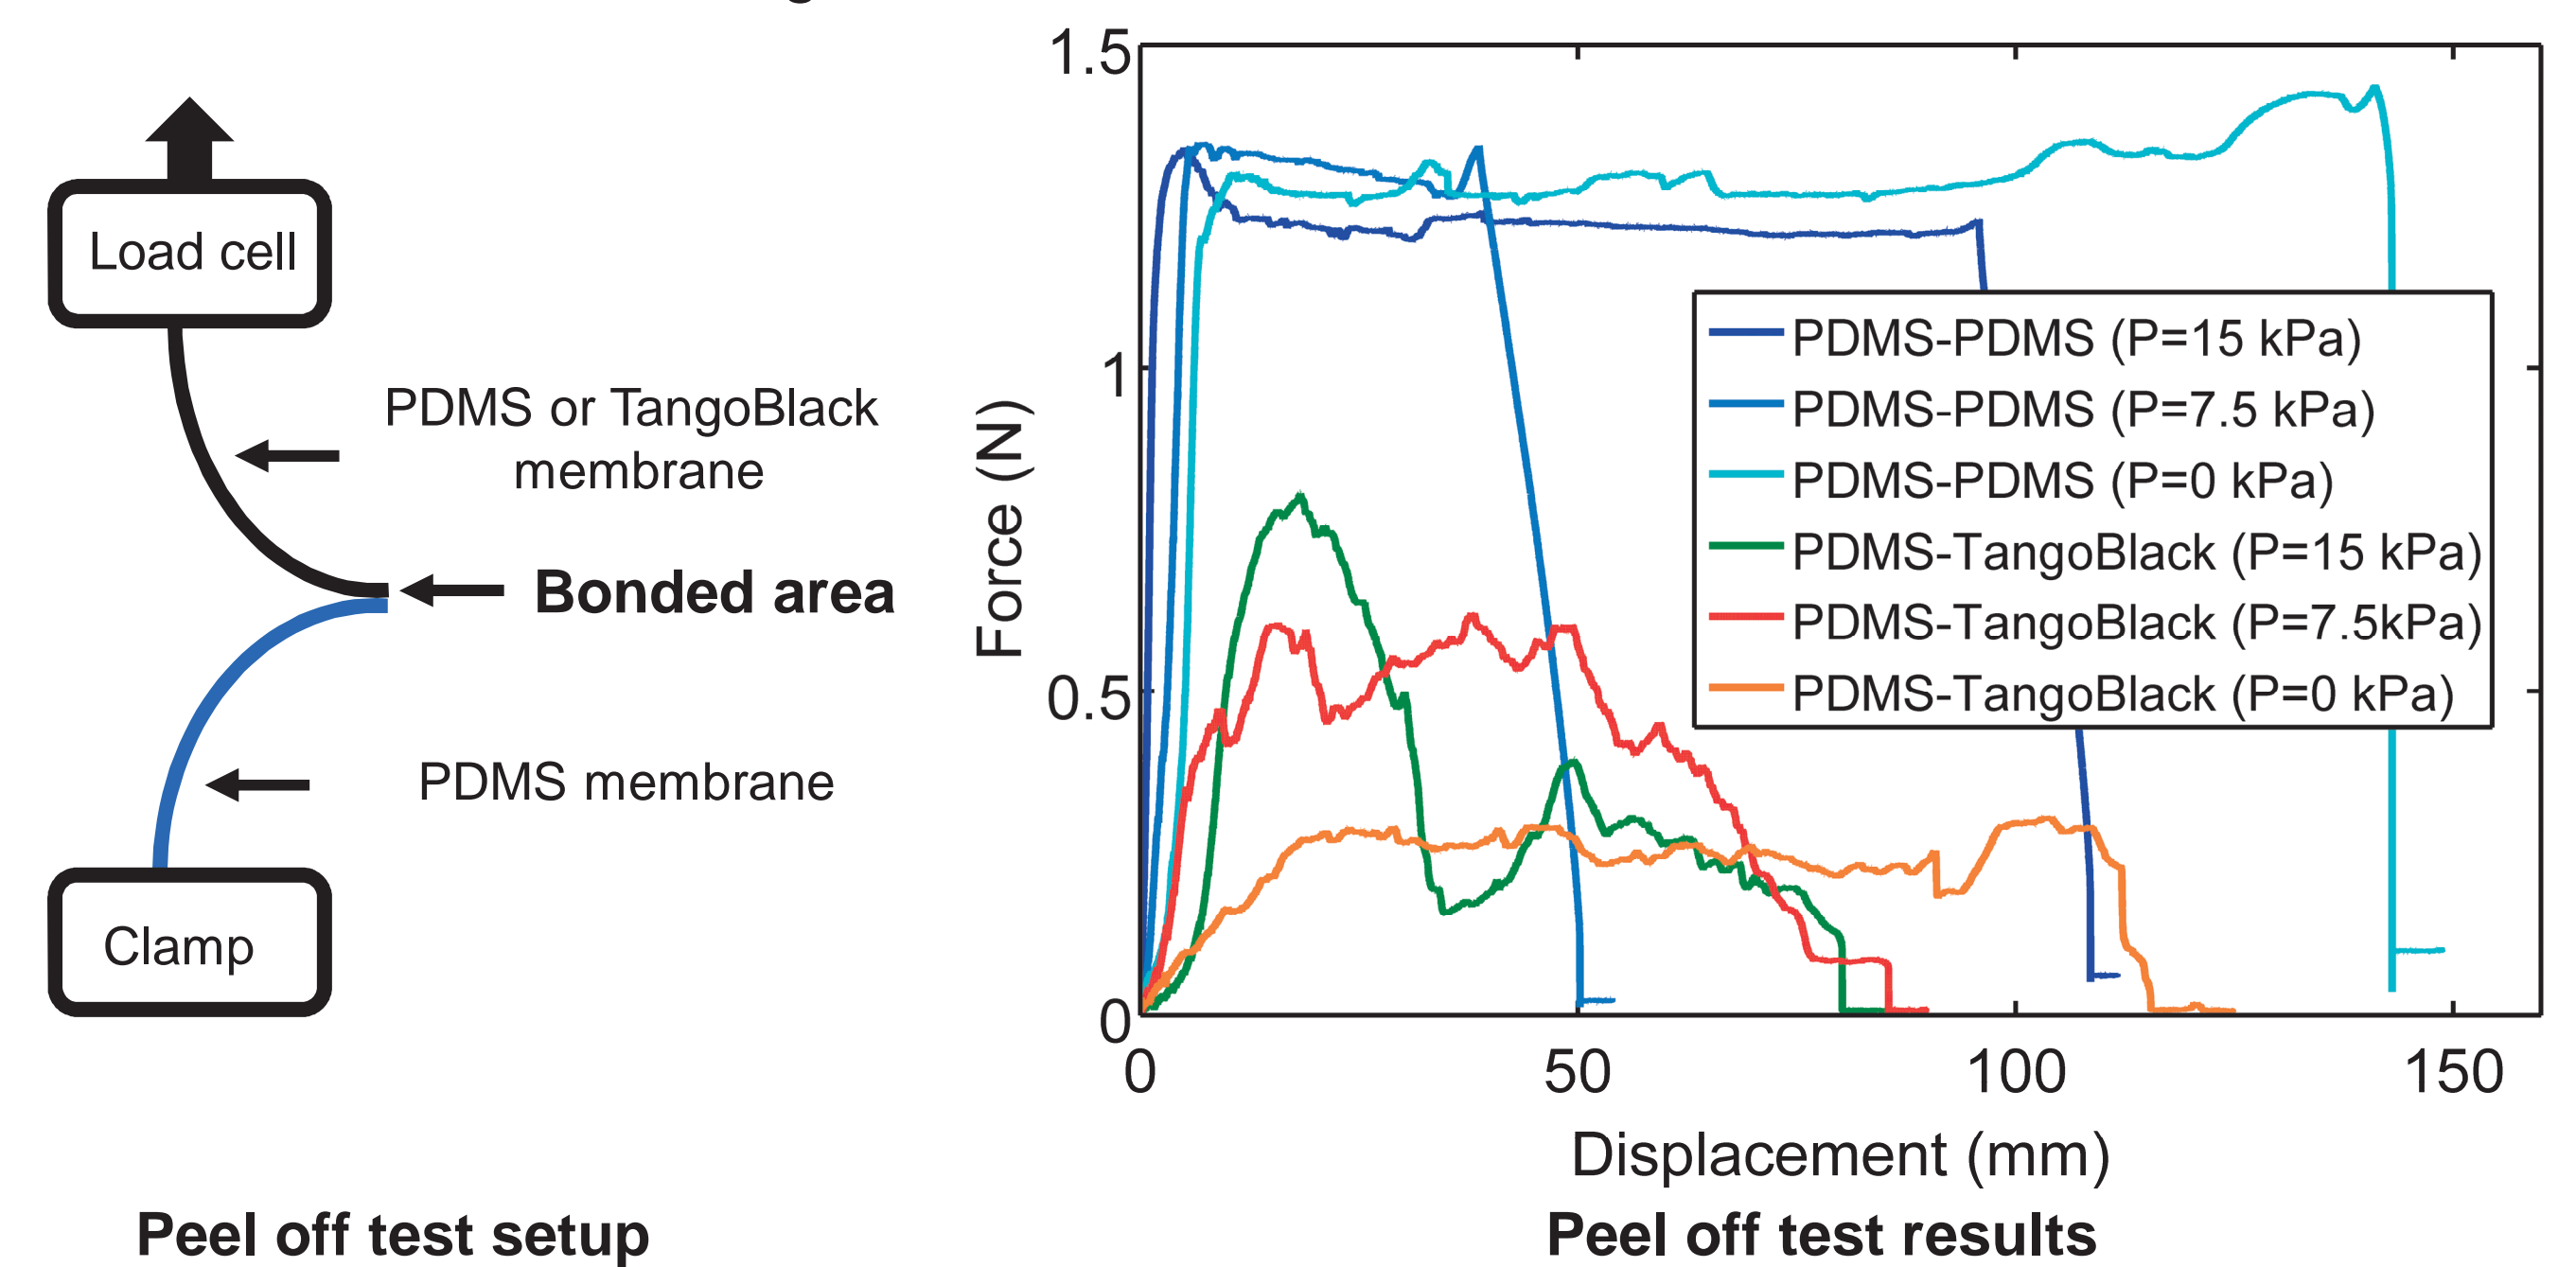 Load cell
PDMS or TangoBlack
membrane
Bonded area
PDMS membrane
Clamp
Peel off test setup
1.5
1
0.5
0
Force (N)
PDMS-PDMS (P=15 kPa)
PDMS-PDMS (P=7.5 kPa)
PDMS-PDMS (P=0 kPa)
PDMS-TangoBlack (P=15 kPa)
PDMS-TangoBlack (P=7.5kPa)
PDMS-TangoBlack (P=0 kPa)
0 50 100 150
Displacement (mm)
Peel off test results